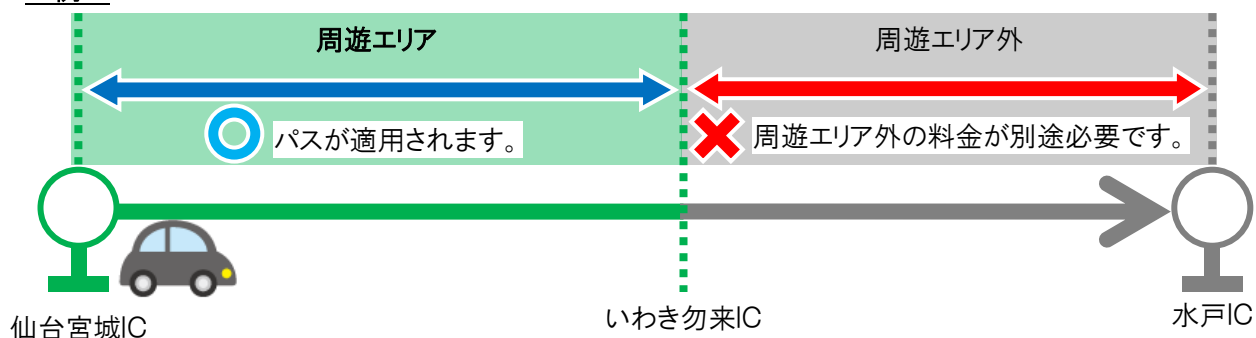 周遊エリア
周遊エリア外
パスが適用されます。
周遊エリア外の料金が別途必要です。
仙台宮城IC
いわき勿来IC
水戸IC